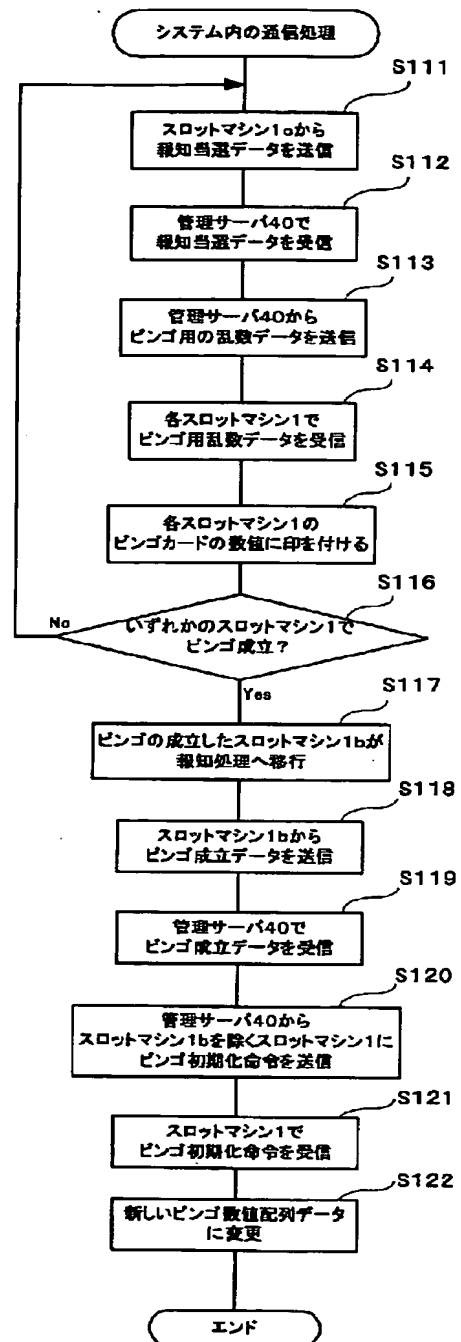 システム内の通信処理
S111
スロットマシン1aから
報知当選データを送信
S112
管理サーバ40で
報知当選データを受信
S113
管理サーバ40から
ビンゴ用の乱数データを送信
S114
各スロットマシン1で
ビンゴ用乱数データを受信
S115
各スロットマシン1の
ビンゴカードの数値に印を付ける
S116
いずれかのスロットマシン1で
ビンゴ成立?
No
Yes
S117
ビンゴの成立したスロットマシン1bが
報知処理へ移行
S118
スロットマシン1bから
ビンゴ成立データを送信
S119
管理サーバ40で
ビンゴ成立データを受信
S120
管理サーバ40から
スロットマシン1bを除くスロットマシン1に
ビンゴ初期化命令を送信
S121
スロットマシン1で
ビンゴ初期化命令を受信
S122
新しいビンゴ数値配列データ
に変更
エンド